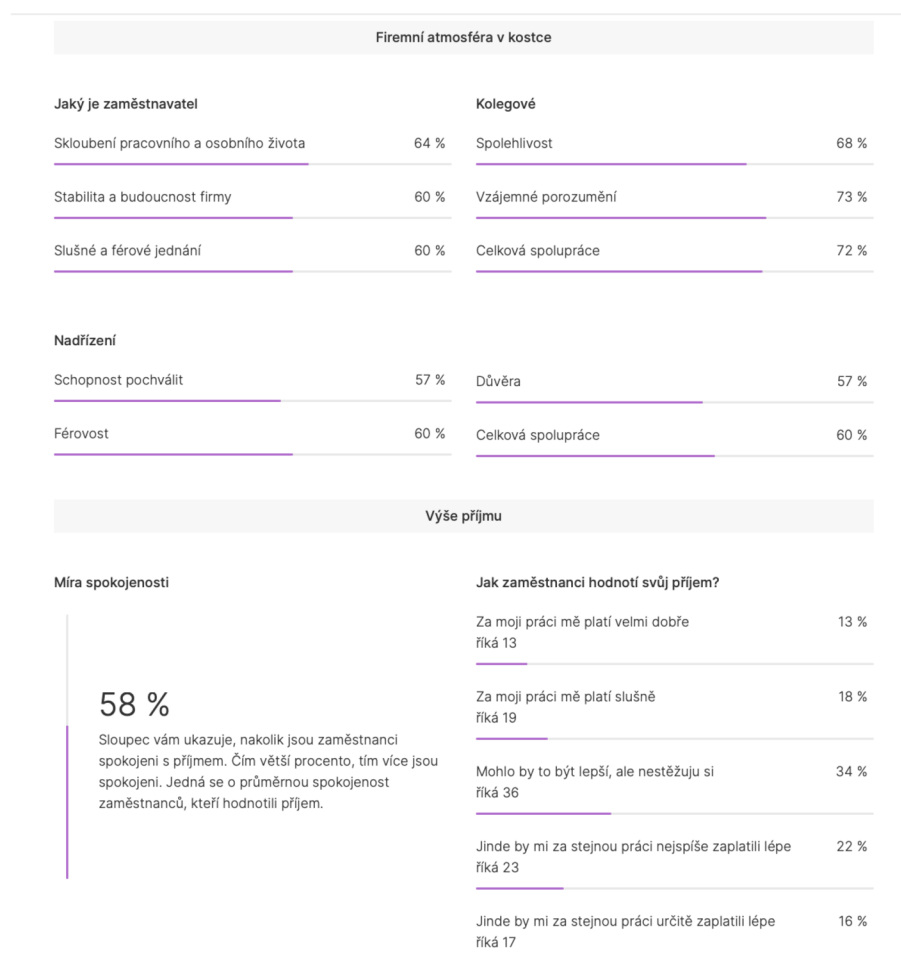 Firemní atmosféra v kostce
Jaký je zaměstnavatel
Skloubení pracovního a osobního života 64 %
Stabilita a budoucnost firmy 60 %
Slušné a férové jednání 60 %
Kolegové
Spolehlivost 68 %
Vzájemné porozumění 73 %
Celková spolupráce 72 %
Nadřízení
Schopnost pochválit 57 %
Férovost 60 %
Důvěra 57 %
Celková spolupráce 60 %
Výše příjmu
Míra spokojenosti
58 %
Sloupec vám ukazuje, nakolik jsou zaměstnanci
spokojeni s příjmem. Čím větší procento, tím více jsou
spokojeni. Jedná se o průměrnou spokojenost
zaměstnanců, kteří hodnotili příjem.
Jak zaměstnanci hodnotí svůj příjem?
Za moji práci mě platí velmi dobře 13 %
říká 13
Za moji práci mě platí slušně 18 %
říká 19
Mohlo by to být lepší, ale nestěžuju si 34 %
říká 36
Jinde by mi za stejnou práci nejspíše zaplatili lépe 22 %
říká 23
Jinde by mi za stejnou práci určitě zaplatili lépe 16 %
říká 17